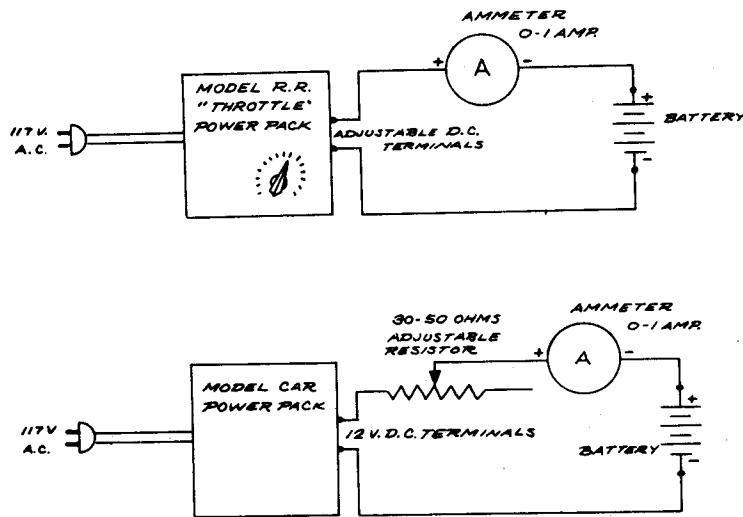 AMMETER
0-1 AMP.
+ A -
MODEL R.R.
"THROTTLE"
POWER PACK
117 V.
A.C.
ADJUSTABLE D.C.
TERMINALS
+
BATTERY
-
30-50 OHMS
ADJUSTABLE
RESISTOR
AMMETER
0-1 AMP.
+ A -
MODEL CAR
POWER PACK
117 V
A.C.
12 V. D.C. TERMINALS
+
BATTERY
-